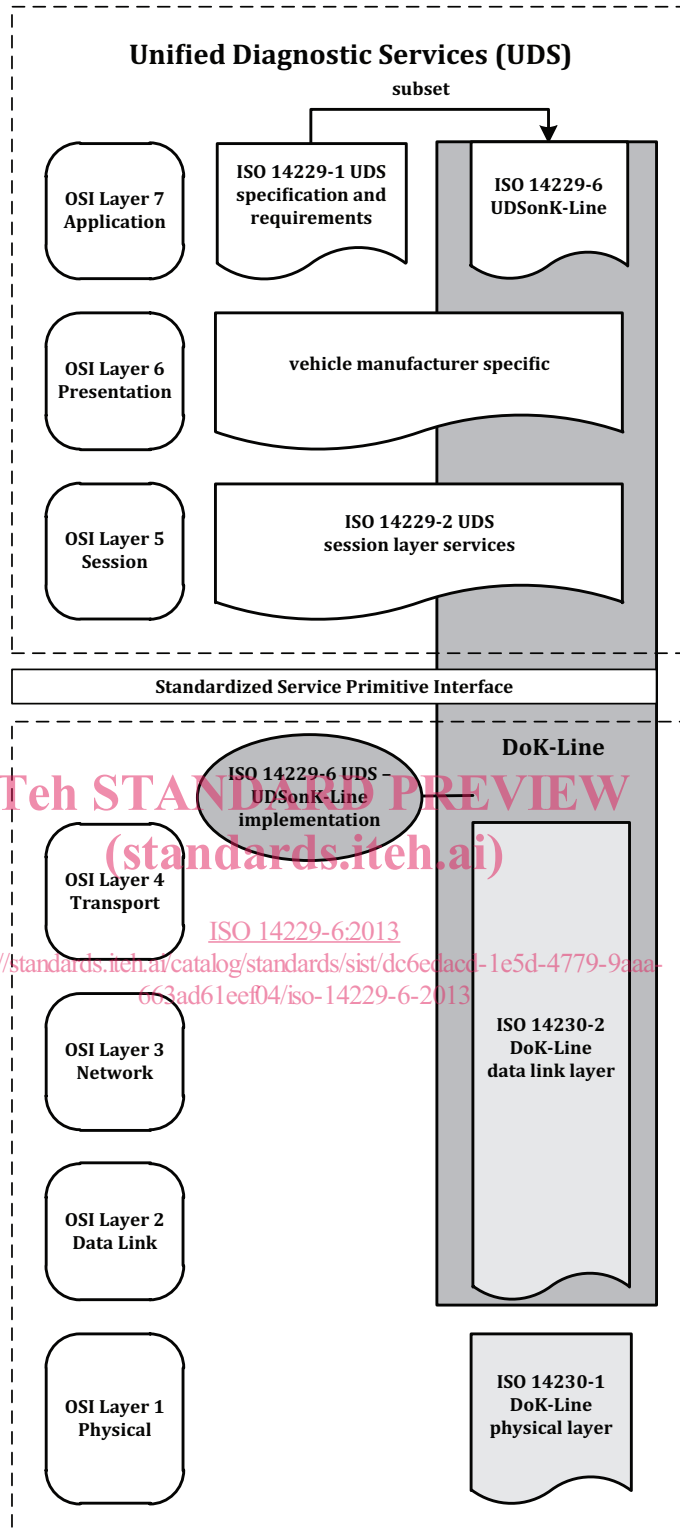 Unified Diagnostic Services (UDS)
subset
OSI Layer 7
Application
ISO 14229-1 UDS
specification and
requirements
ISO 14229-6
UDSonK-Line
OSI Layer 6
Presentation
vehicle manufacturer specific
OSI Layer 5
Session
ISO 14229-2 UDS
session layer services
Standardized Service Primitive Interface
DoK-Line
ISO 14229-6 UDS –
UDSonK-Line
implementation
Teh STANDARD PREVIEW
(standards.iteh.ai)
OSI Layer 4
Transport
ISO 14229-6:2013
//standards.iteh.ai/catalog/standards/sist/dc6edacd-1e5d-4779-9aaa-
663ad61eef04/iso-14229-6-2013
OSI Layer 3
Network
ISO 14230-2
DoK-Line
data link layer
OSI Layer 2
Data Link
OSI Layer 1
Physical
ISO 14230-1
DoK-Line
physical layer